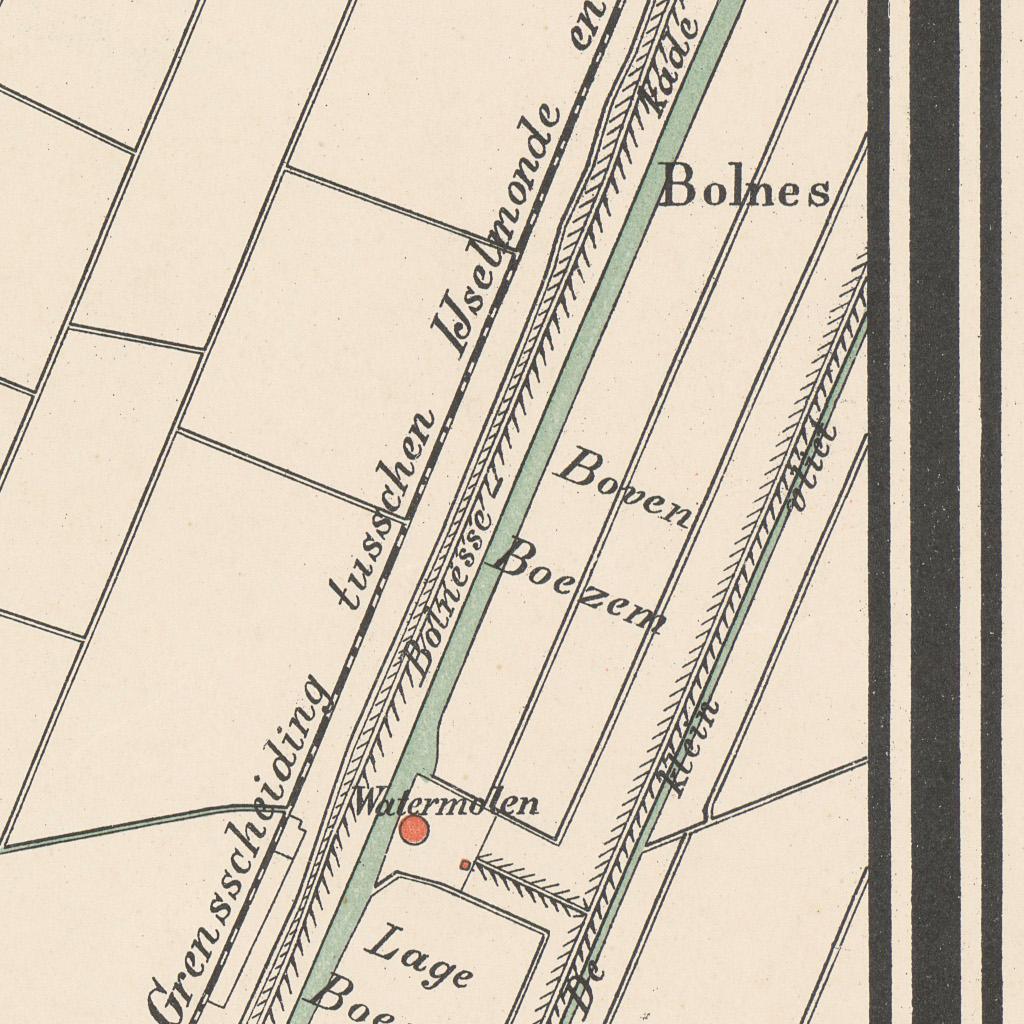 Grensscheiding tusschen IJselmonde en
Bolnesse Kade
Bolnes
Boven
Boezem
De klein vliet
Watermolen
Lage